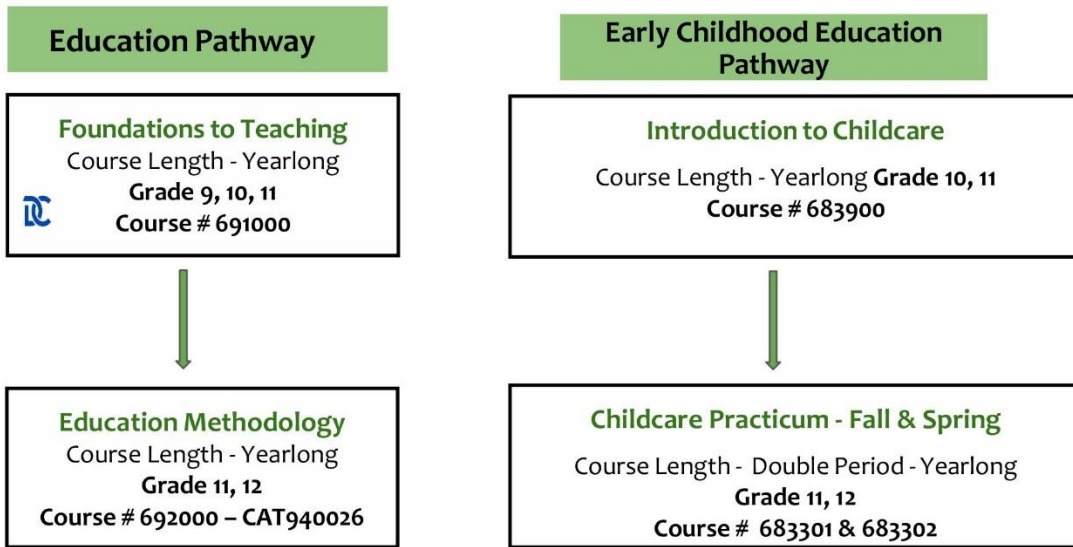 Education Pathway
Foundations to Teaching
Course Length - Yearlong
Grade 9, 10, 11
DC
Course # 691000
Education Methodology
Course Length - Yearlong
Grade 11, 12
Course # 692000 – CAT940026
Early Childhood Education
Pathway
Introduction to Childcare
Course Length - Yearlong Grade 10, 11
Course # 683900
Childcare Practicum - Fall & Spring
Course Length -  Double Period - Yearlong
Grade 11, 12
Course #  683301 & 683302